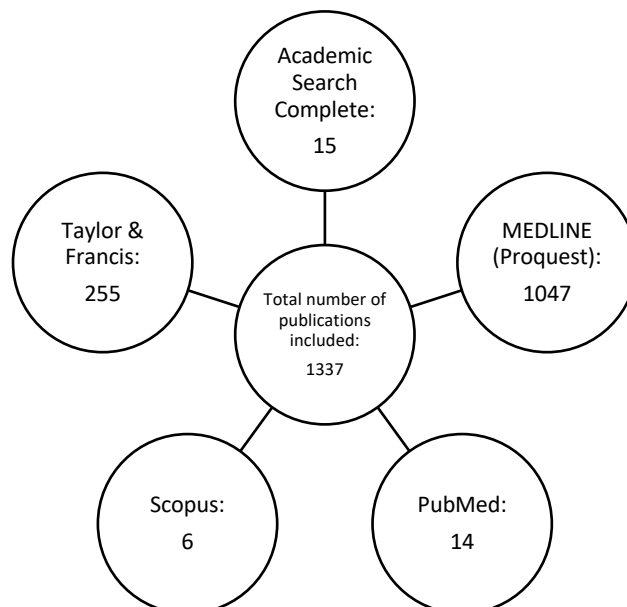 Academic
Search
Complete:
15
Taylor &
Francis:
255
MEDLINE
(Proquest):
1047
Total number of
publications
included:
1337
Scopus:
6
PubMed:
14